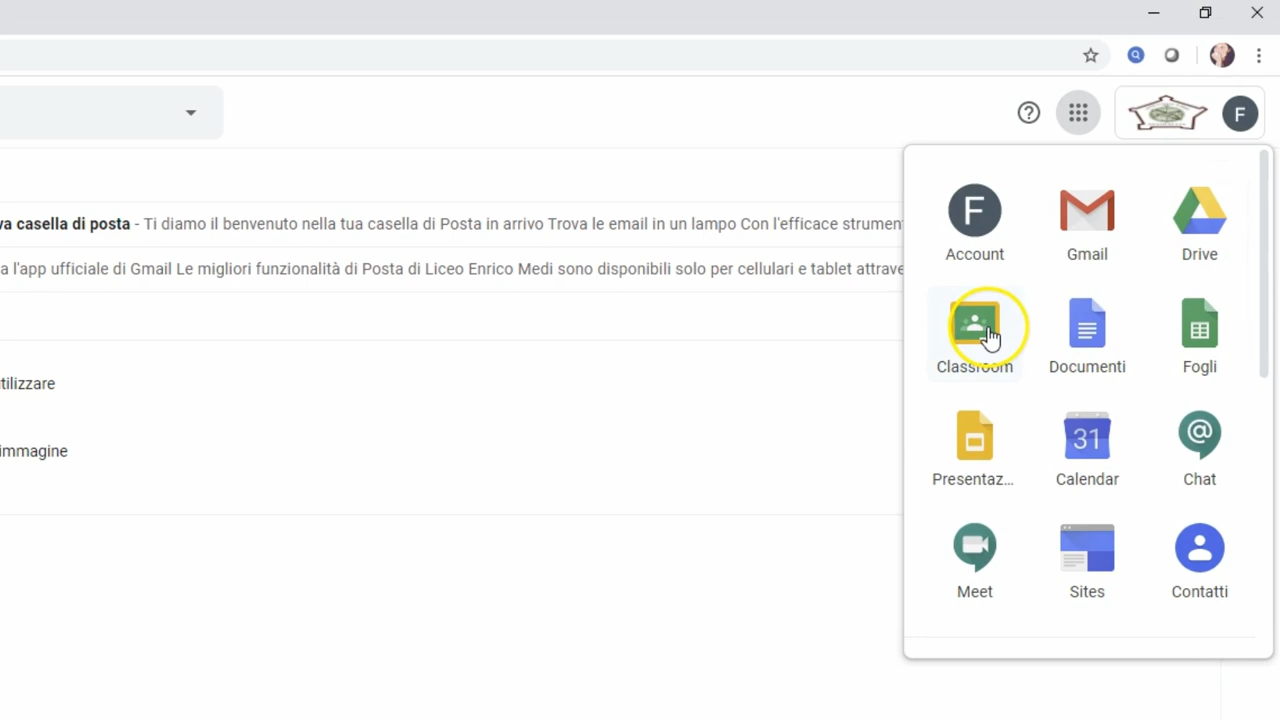 F
va casella di posta - Ti diamo il benvenuto nella tua casella di Posta in arrivo Trova le email in un lampo Con l'efficace strument
a l'app ufficiale di Gmail Le migliori funzionalità di Posta di Liceo Enrico Medi sono disponibili solo per cellulari e tablet attrave
tilizzare
immagine
F
Account Gmail Drive
Classroom Documenti Fogli
31
Presentaz... Calendar Chat
Meet Sites Contatti